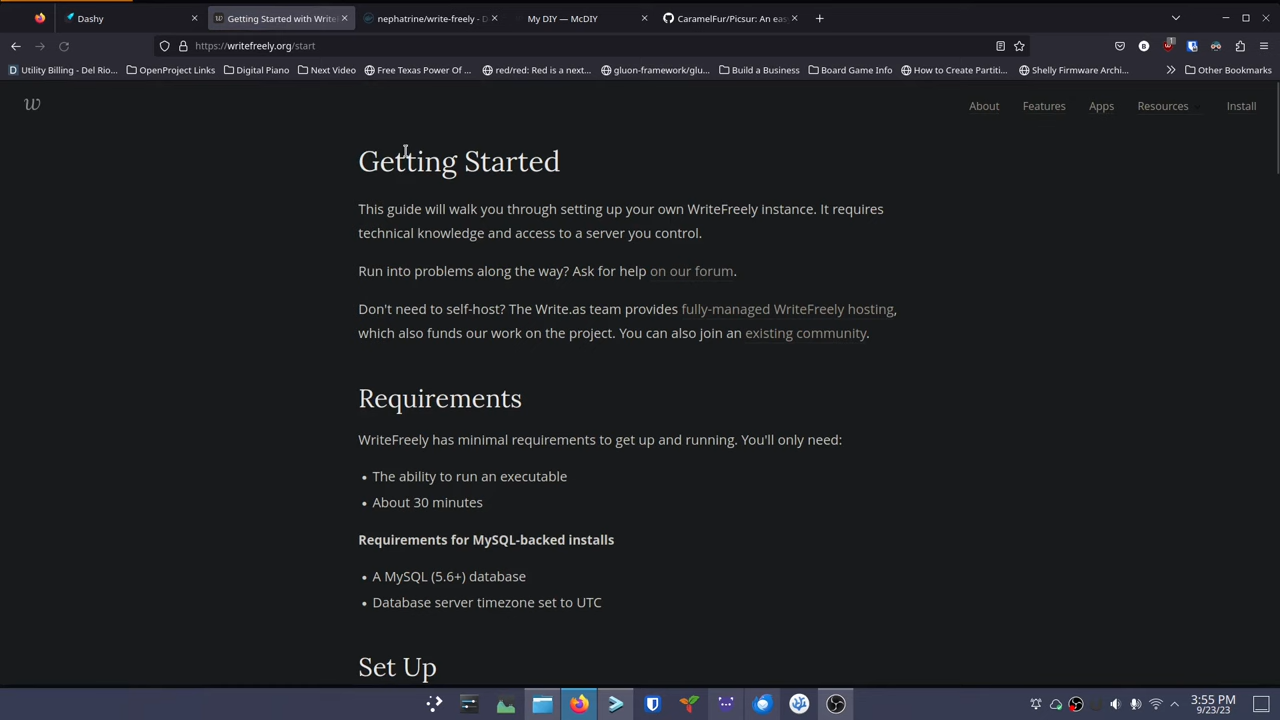 Dashy
Getting Started with Write
nephatrine/write-freely - D
My DIY — McDIY
CaramelFur/Picsur: An eas
https://writefreely.org/start
Utility Billing - Del Rio...
OpenProject Links
Digital Piano
Next Video
Free Texas Power Of ...
red/red: Red is a next...
gluon-framework/glu...
Build a Business
Board Game Info
How to Create Partiti...
Shelly Firmware Archi...
Other Bookmarks
w
About
Features
Apps
Resources
Install
Getting Started
This guide will walk you through setting up your own WriteFreely instance. It requires
technical knowledge and access to a server you control.
Run into problems along the way? Ask for help on our forum.
Don't need to self-host? The Write.as team provides fully-managed WriteFreely hosting,
which also funds our work on the project. You can also join an existing community.
Requirements
WriteFreely has minimal requirements to get up and running. You'll only need:
• The ability to run an executable
• About 30 minutes
Requirements for MySQL-backed installs
• A MySQL (5.6+) database
• Database server timezone set to UTC
Set Up
3:55 PM
9/23/23